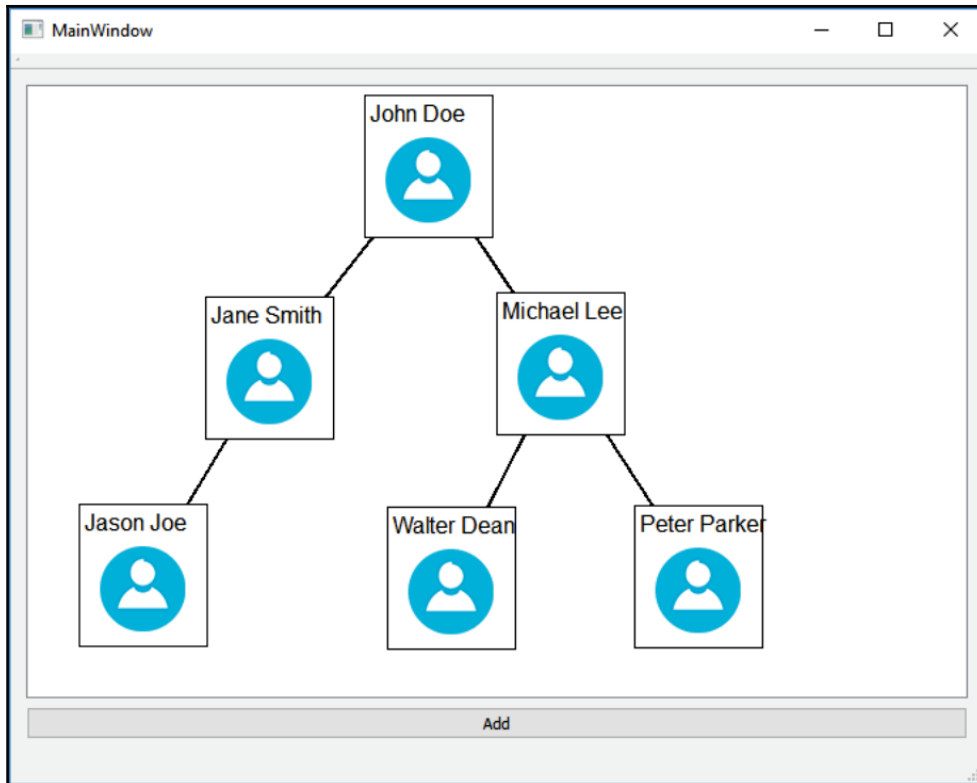 MainWindow
John Doe
Jane Smith
Michael Lee
Jason Joe
Walter Dean
Peter Parker
Add